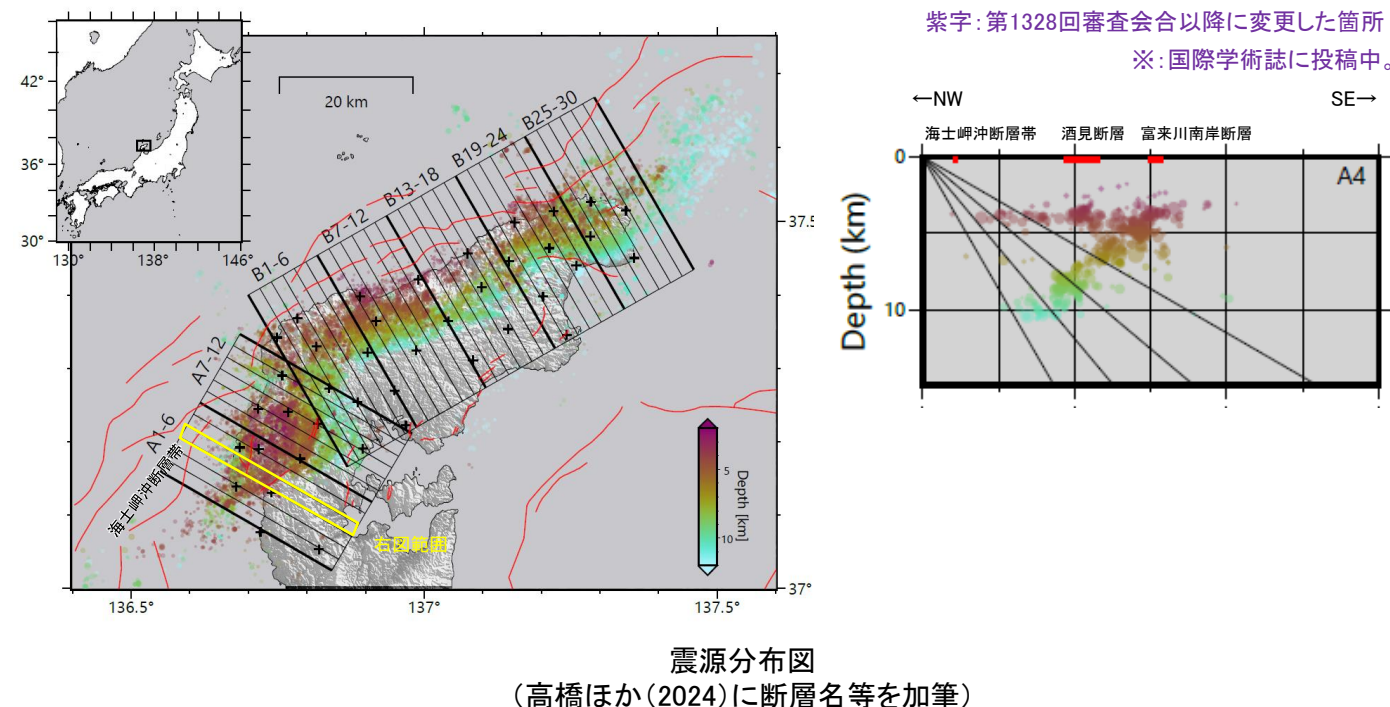 紫字:第1328回審査会合以降に変更した箇所
※:国際学術誌に投稿中。
42°
36°
30°
130°
138°
146°
20 km
B25-30
B19-24
B13-18
B7-12
B1-6
A7-12
A1-6
海士岬沖断層帯
右図範囲
5
10
Depth [km]
37.5
37°
136.5°
137°
137.5°
←NW
SE→
海士岬沖断層帯
酒見断層
富来川南岸断層
0
10
Depth (km)
A4
震源分布図
(高橋ほか(2024)に断層名等を加筆)